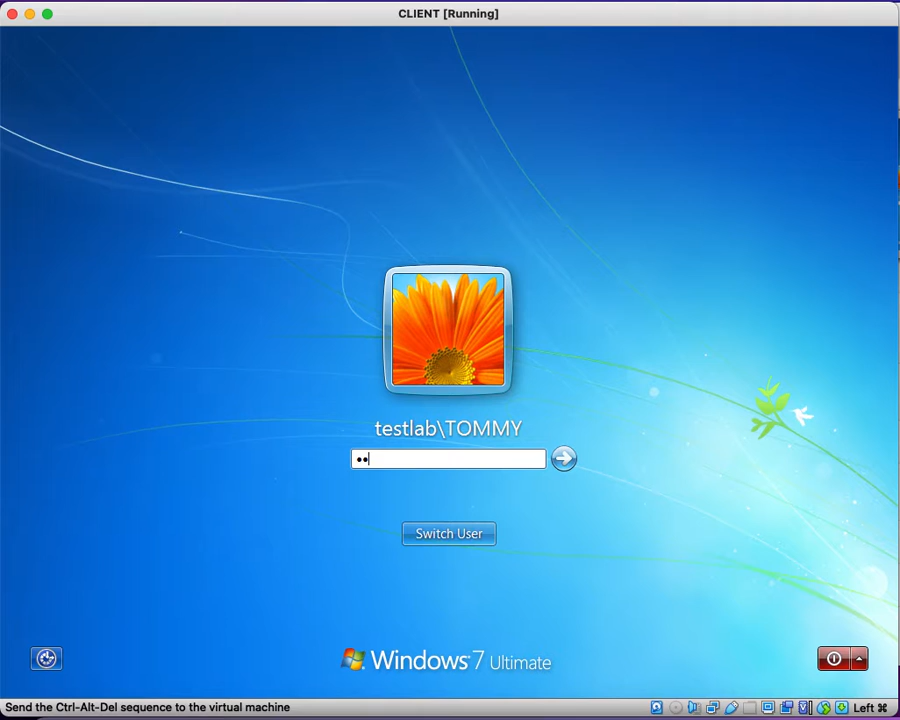 CLIENT [Running]
testlab\TOMMY
••
Switch User
Windows 7 Ultimate
Send the Ctrl-Alt-Del sequence to the virtual machine
Left ⌘